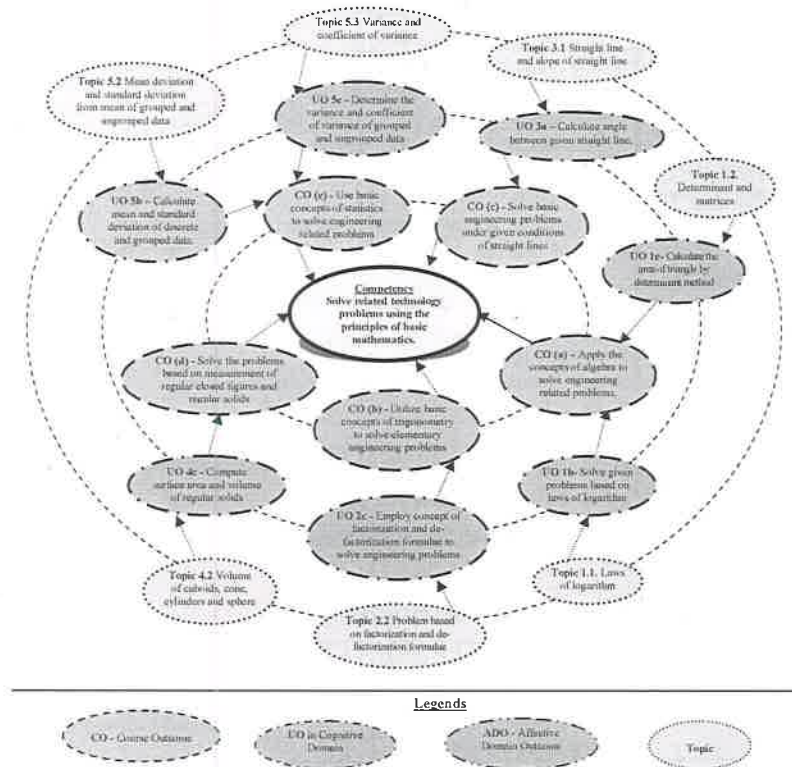 Topic 5.3 Variance and
coefficient of variance
Topic 3.1 Straight line
and slope of straight line
Topic 5.2 Mean deviation
and standard deviation
from mean of grouped and
ungrouped data
UO 5c - Determine the
variance and coefficient
of variance of grouped
and ungrouped data
UO 3a - Calculate angle
between given straight line.
Topic 1.2.
Determinant and
matrices
UO 5b - Calculate
mean and standard
deviation of discrete
and grouped data.
CO (e) - Use basic
concepts of statistics
to solve engineering
related problems
CO (c) - Solve basic
engineering problems
under given conditions
of straight lines
UO 1e- Calculate the
area of triangle by
determinant method
Competency
Solve related technology
problems using the
principles of basic
mathematics.
CO (d) - Solve the problems
based on measurement of
regular closed figures and
regular solids
CO (a) - Apply the
concepts of algebra to
solve engineering
related problems.
CO (b) - Utilize basic
concepts of trigonometry
to solve elementary
engineering problems
UO 4c - Compute
surface area and volume
of regular solids
UO 1b- Solve given
problems based on
laws of logarithm
UO 2c - Employ concept of
factorization and de-
factorization formulae to
solve engineering problems
Topic 4.2 Volume
of cuboids, cone,
cylinders and sphere
Topic 1.1. Laws
of logarithm
Topic 2.2 Problem based
on factorization and de-
factorization formulae
Legends
CO - Course Outcome
UO in Cognitive
Domain
ADO - Affective
Domain Outcome
Topic